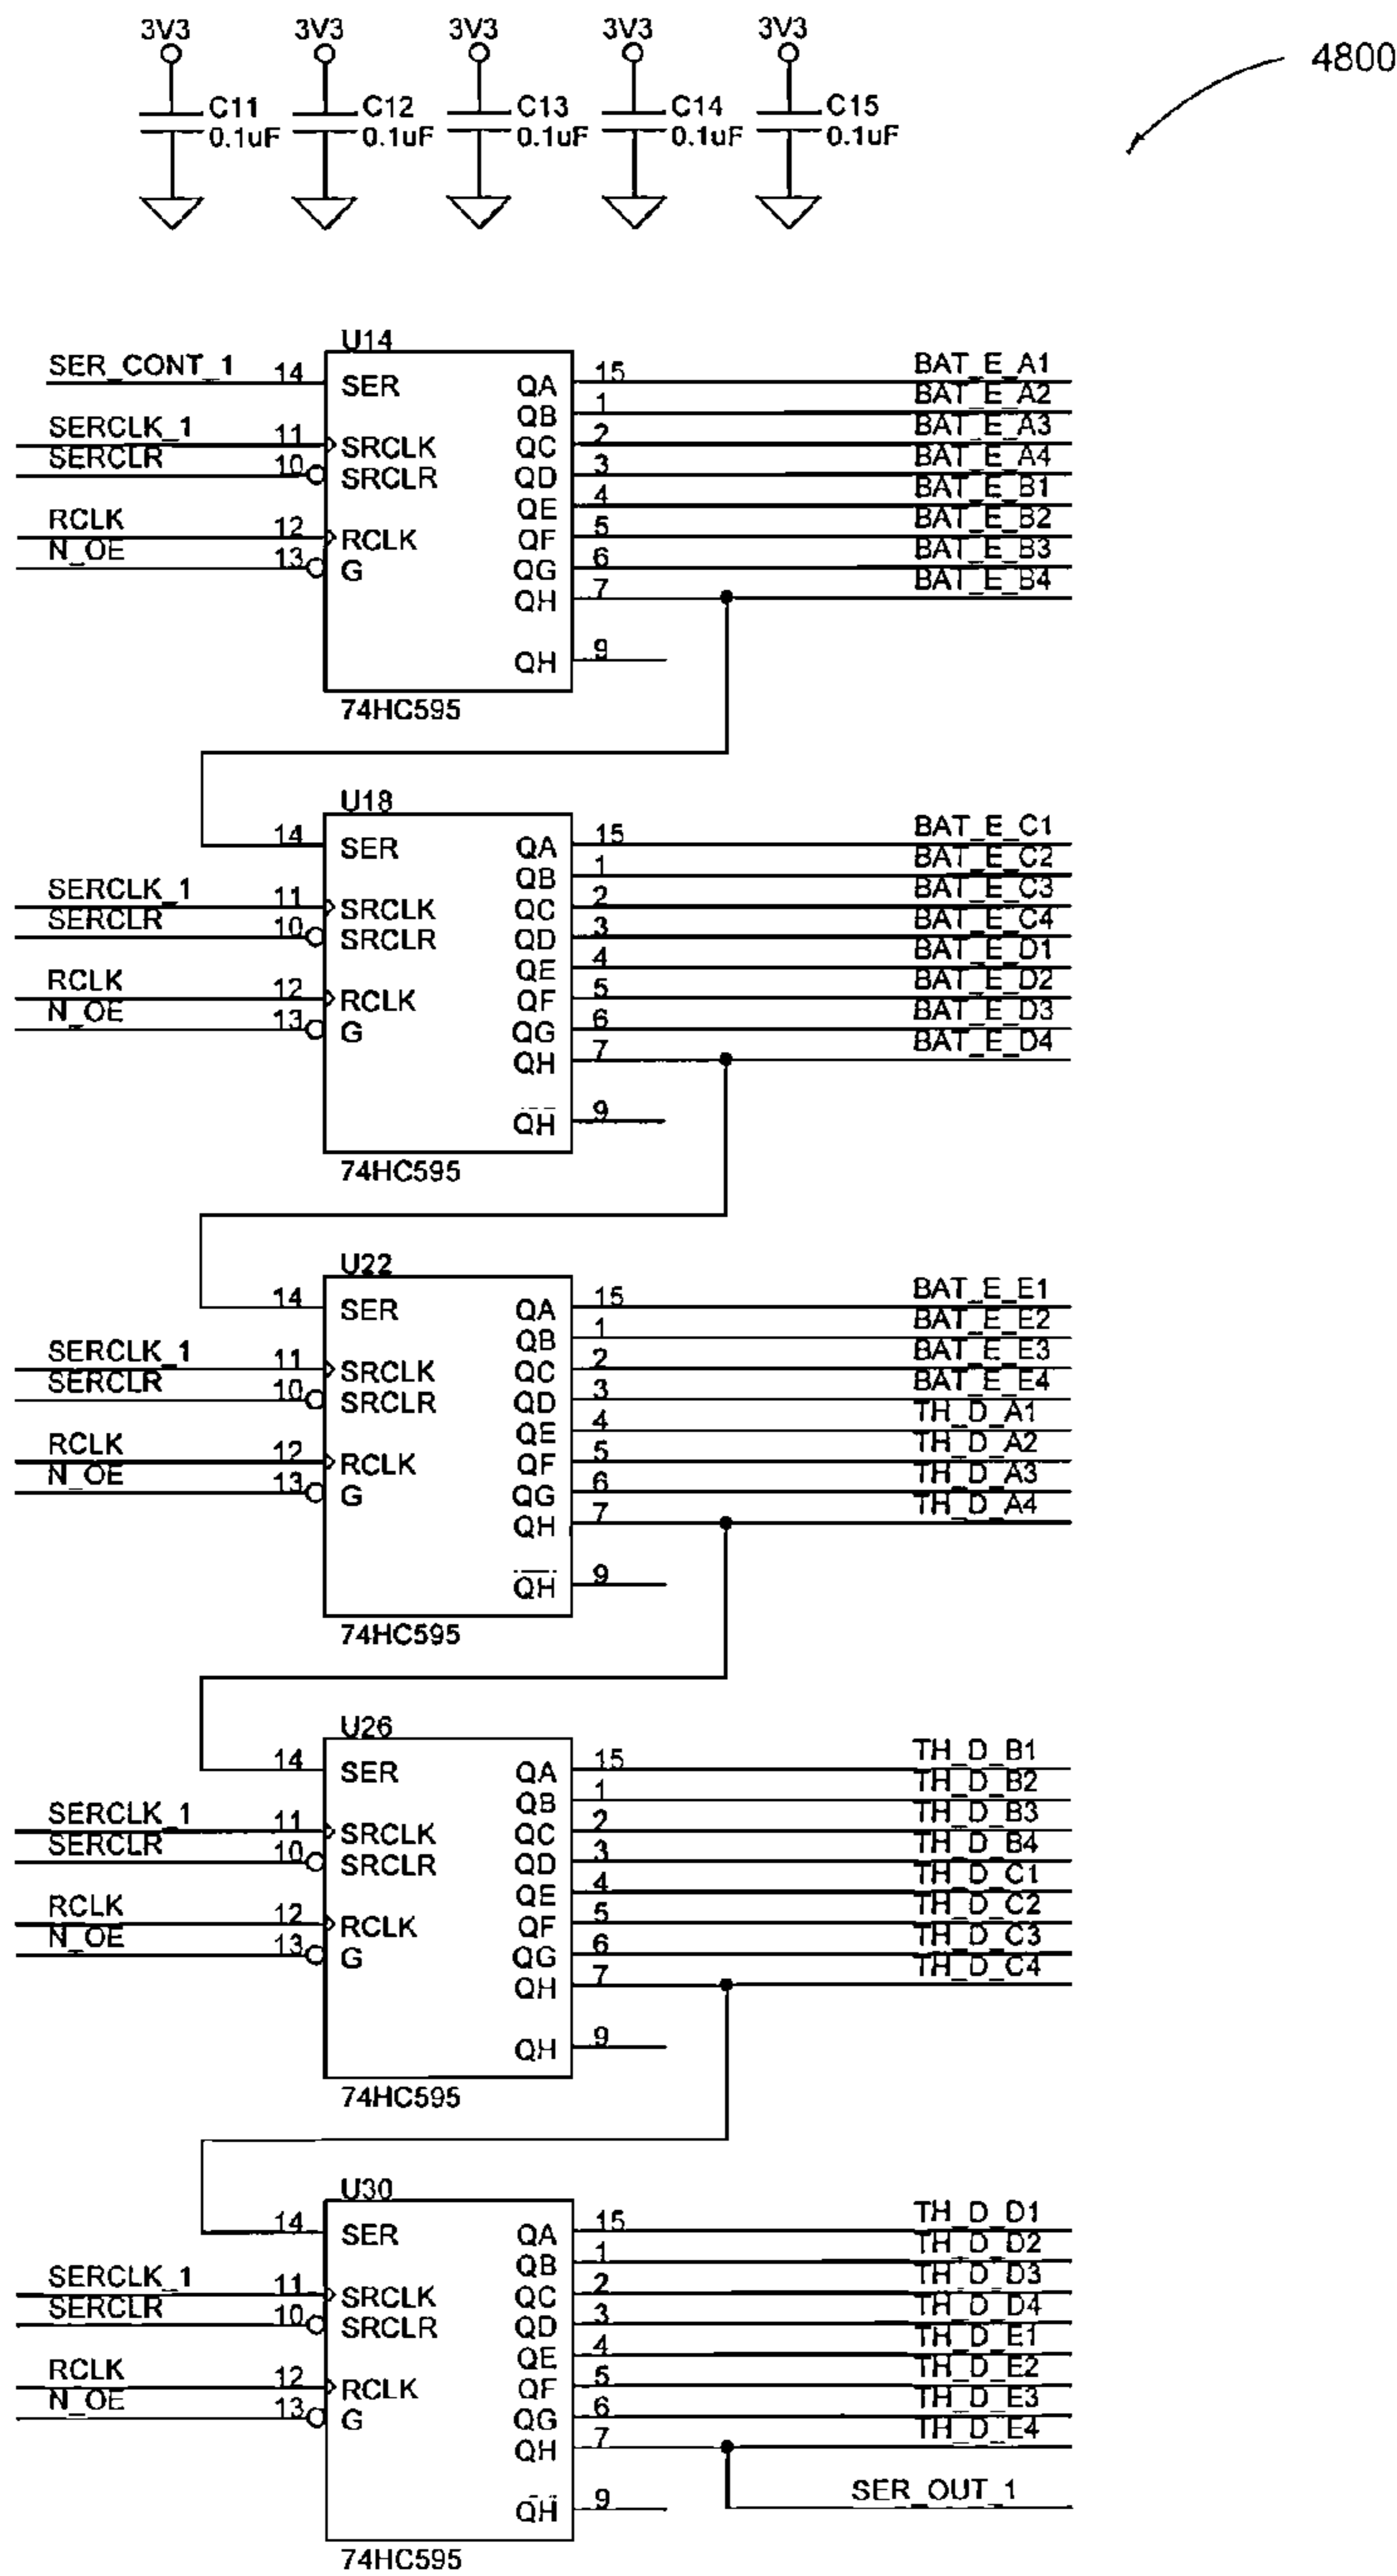 3V3 3V3 3V3 3V3 3V3
4800
C11 C12 C13 C14 C15
0.1uF 0.1uF 0.1uF 0.1uF 0.1uF
U14
SER_CONT_1 14 SER QA 15 BAT_E_A1
QB 1 BAT_E_A2
SERCLK_1 11 SRCLK QC 2 BAT_E_A3
SERCLR 10 SRCLR QD 3 BAT_E_A4
QE 4 BAT_E_B1
RCLK 12 RCLK QF 5 BAT_E_B2
N_OE 13 G QG 6 BAT_E_B3
QH 7 BAT_E_B4
QH 9
74HC595
U18
14 SER QA 15 BAT_E_C1
QB 1 BAT_E_C2
SERCLK_1 11 SRCLK QC 2 BAT_E_C3
SERCLR 10 SRCLR QD 3 BAT_E_C4
QE 4 BAT_E_D1
RCLK 12 RCLK QF 5 BAT_E_D2
N_OE 13 G QG 6 BAT_E_D3
QH 7 BAT_E_D4
QH 9
74HC595
U22
14 SER QA 15 BAT_E_E1
QB 1 BAT_E_E2
SERCLK_1 11 SRCLK QC 2 BAT_E_E3
SERCLR 10 SRCLR QD 3 BAT_E_E4
QE 4 TH_D_A1
RCLK 12 RCLK QF 5 TH_D_A2
N_OE 13 G QG 6 TH_D_A3
QH 7 TH_D_A4
QH 9
74HC595
U26
14 SER QA 15 TH_D_B1
QB 1 TH_D_B2
SERCLK_1 11 SRCLK QC 2 TH_D_B3
SERCLR 10 SRCLR QD 3 TH_D_B4
QE 4 TH_D_C1
RCLK 12 RCLK QF 5 TH_D_C2
N_OE 13 G QG 6 TH_D_C3
QH 7 TH_D_C4
QH 9
74HC595
U30
14 SER QA 15 TH_D_D1
QB 1 TH_D_D2
SERCLK_1 11 SRCLK QC 2 TH_D_D3
SERCLR 10 SRCLR QD 3 TH_D_D4
QE 4 TH_D_E1
RCLK 12 RCLK QF 5 TH_D_E2
N_OE 13 G QG 6 TH_D_E3
QH 7 TH_D_E4
SER_OUT_1
QH 9
74HC595